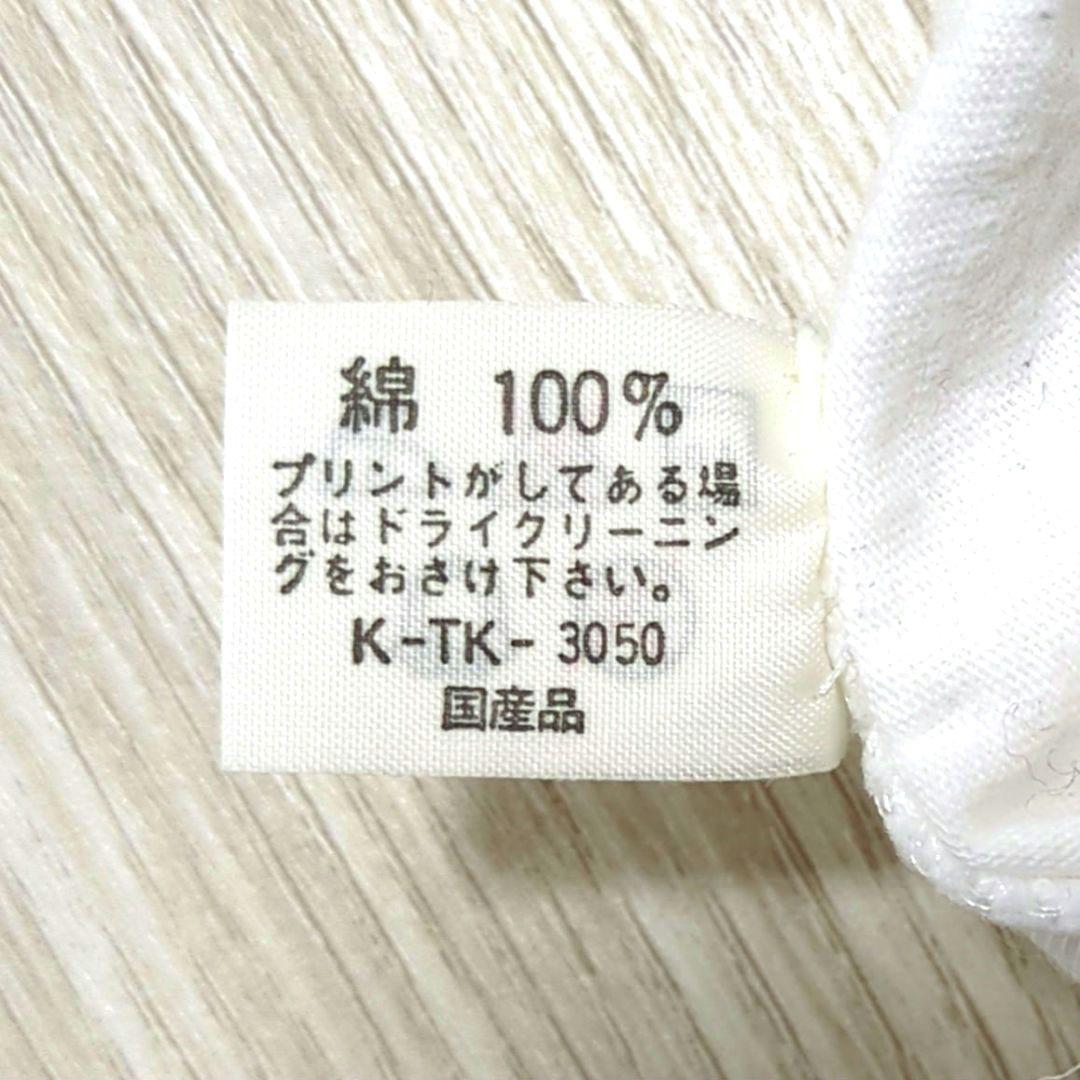 綿 100%
プリントがしてある場
合はドライクリーニン
グをおさけ下さい。
K-TK-3050
国産品